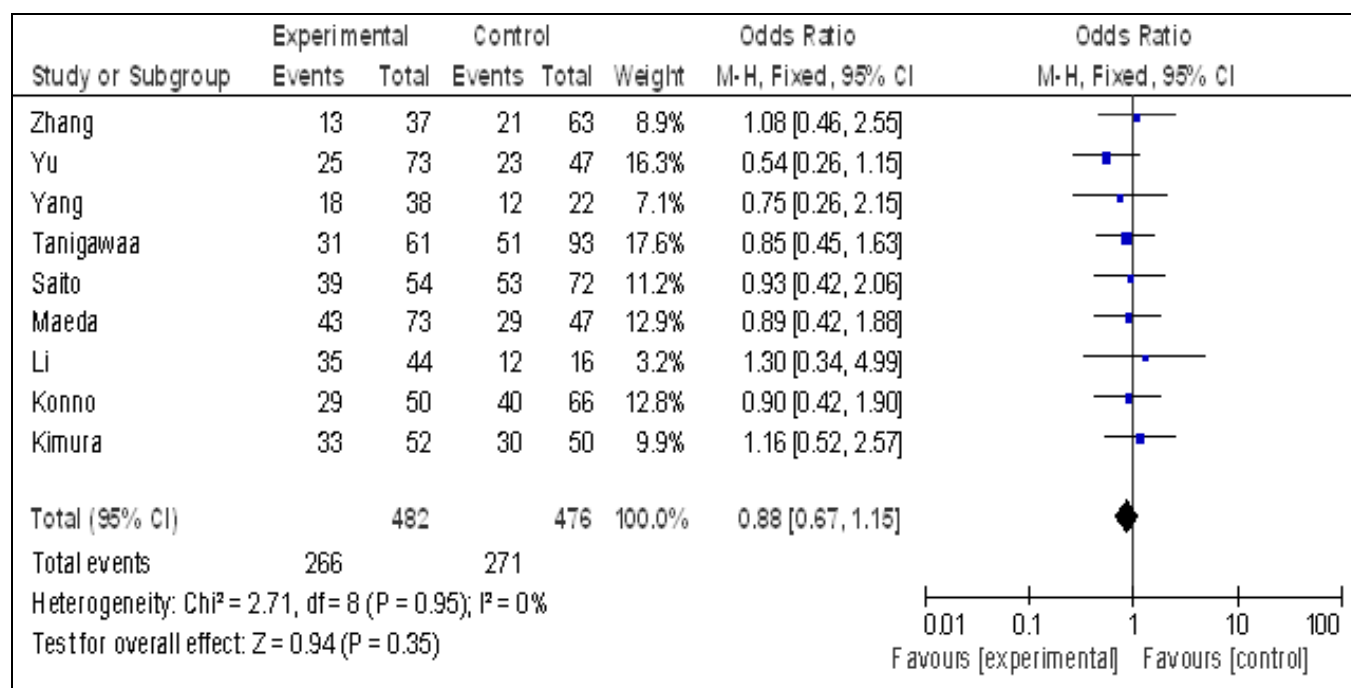 Experimental Control Odds Ratio Odds Ratio
Study or Subgroup Events Total Events Total Weight M-H, Fixed, 95% CI M-H, Fixed, 95% CI
Zhang 13 37 21 63 8.9% 1.08 [0.46, 2.55]
Yu 25 73 23 47 16.3% 0.54 [0.26, 1.15]
Yang 18 38 12 22 7.1% 0.75 [0.26, 2.15]
Tanigawaa 31 61 51 93 17.6% 0.85 [0.45, 1.63]
Saito 39 54 53 72 11.2% 0.93 [0.42, 2.06]
Maeda 43 73 29 47 12.9% 0.89 [0.42, 1.88]
Li 35 44 12 16 3.2% 1.30 [0.34, 4.99]
Konno 29 50 40 66 12.8% 0.90 [0.42, 1.90]
Kimura 33 52 30 50 9.9% 1.16 [0.52, 2.57]
Total (95% CI) 482 476 100.0% 0.88 [0.67, 1.15]
Total events 266 271
Heterogeneity: Chi² = 2.71, df = 8 (P = 0.95); I² = 0%
Test for overall effect: Z = 0.94 (P = 0.35)
0.01 0.1 1 10 100
Favours [experimental] Favours [control]